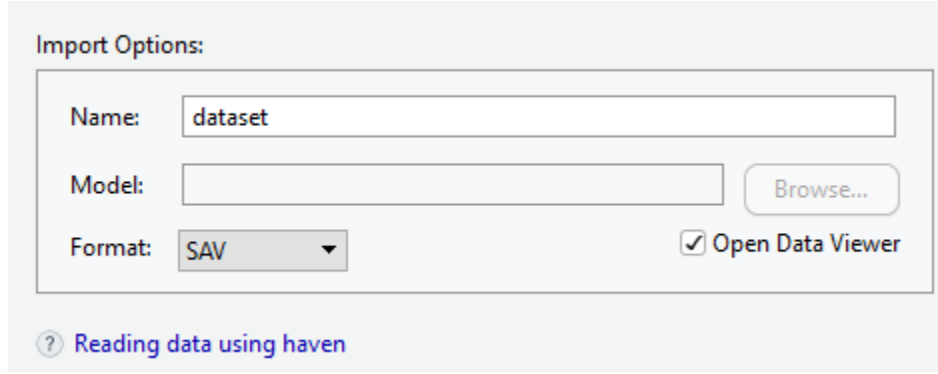 Import Options:
Name: dataset
Model: Browse...
Format: SAV Open Data Viewer
? Reading data using haven